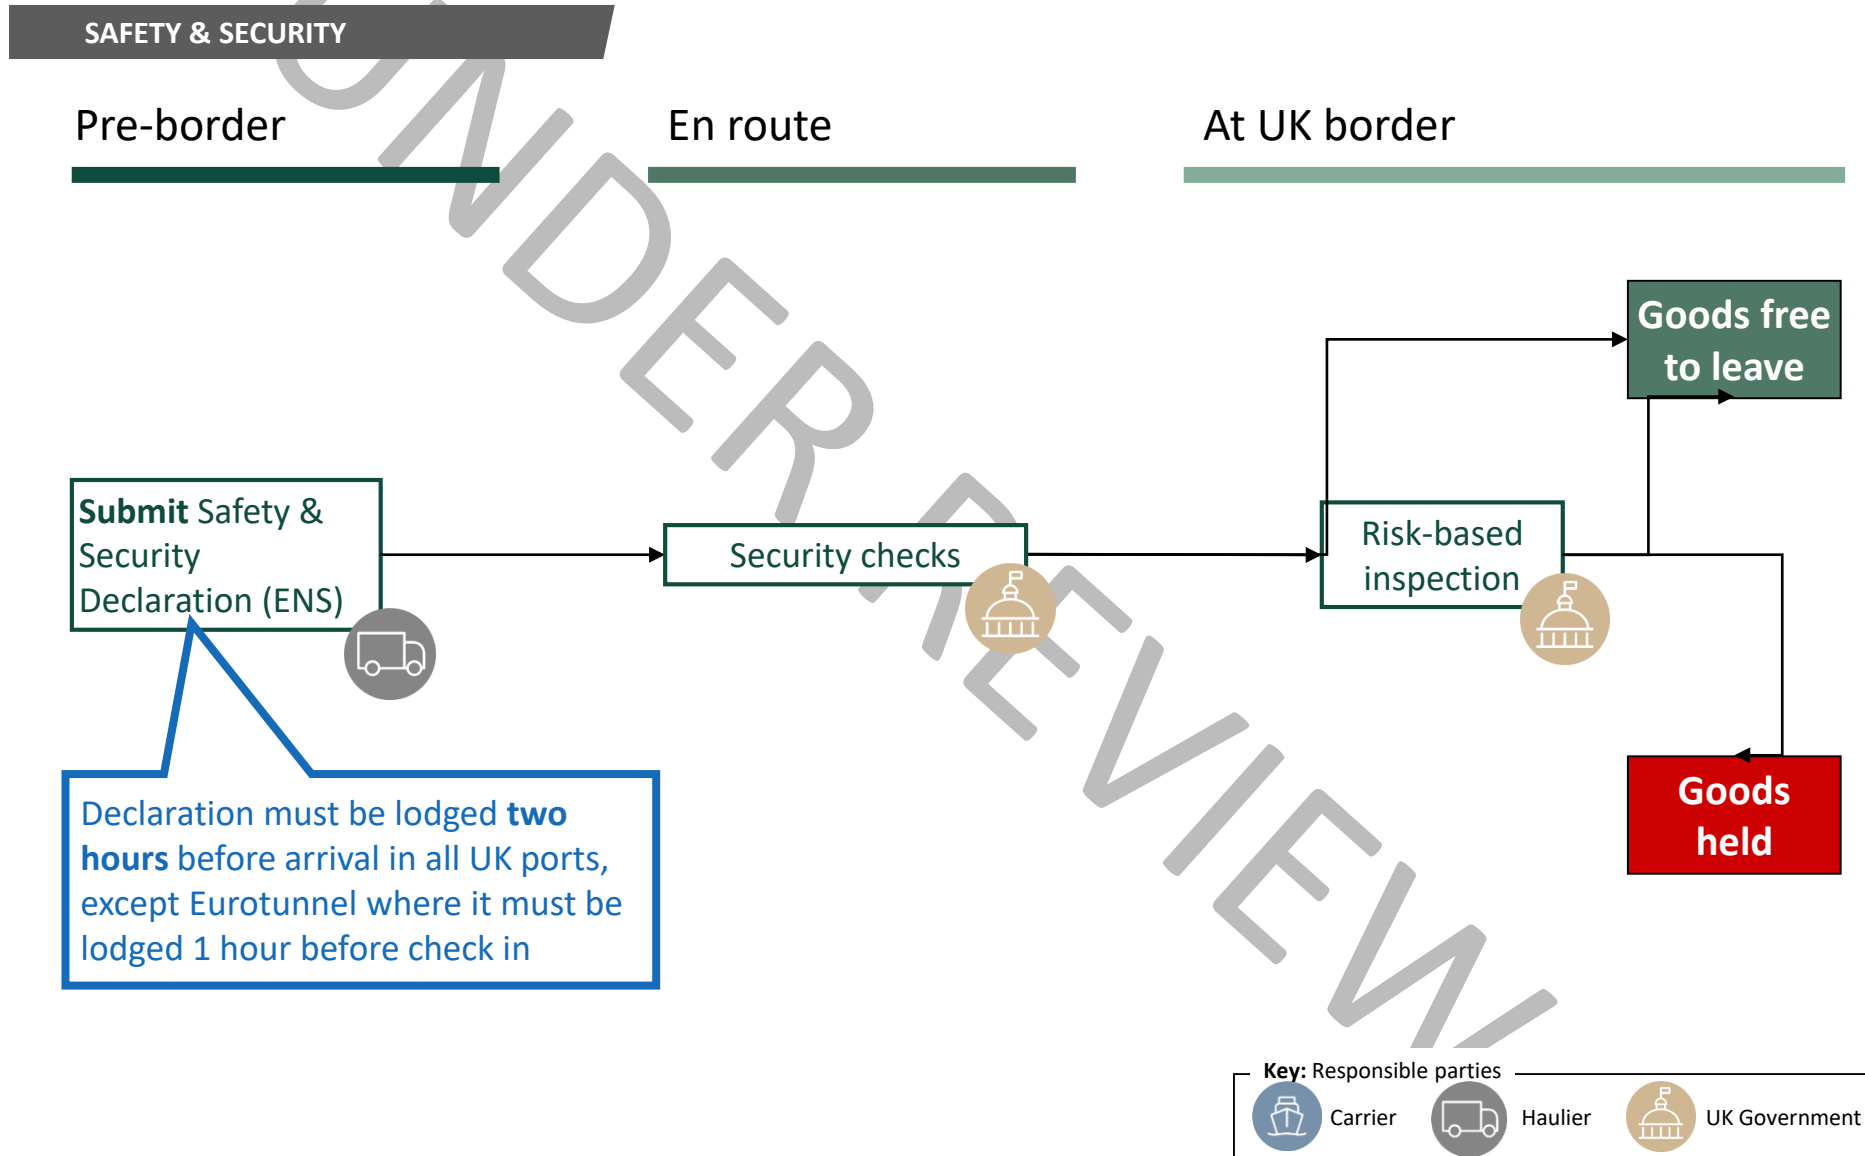 SAFETY & SECURITY
Pre-border
En route
At UK border
UNDER REVIEW
Goods free
to leave
Submit Safety &
Security
Declaration (ENS)
Security checks
Risk-based
inspection
Goods
held
Declaration must be lodged two
hours before arrival in all UK ports,
except Eurotunnel where it must be
lodged 1 hour before check in
Key: Responsible parties
Carrier
Haulier
UK Government